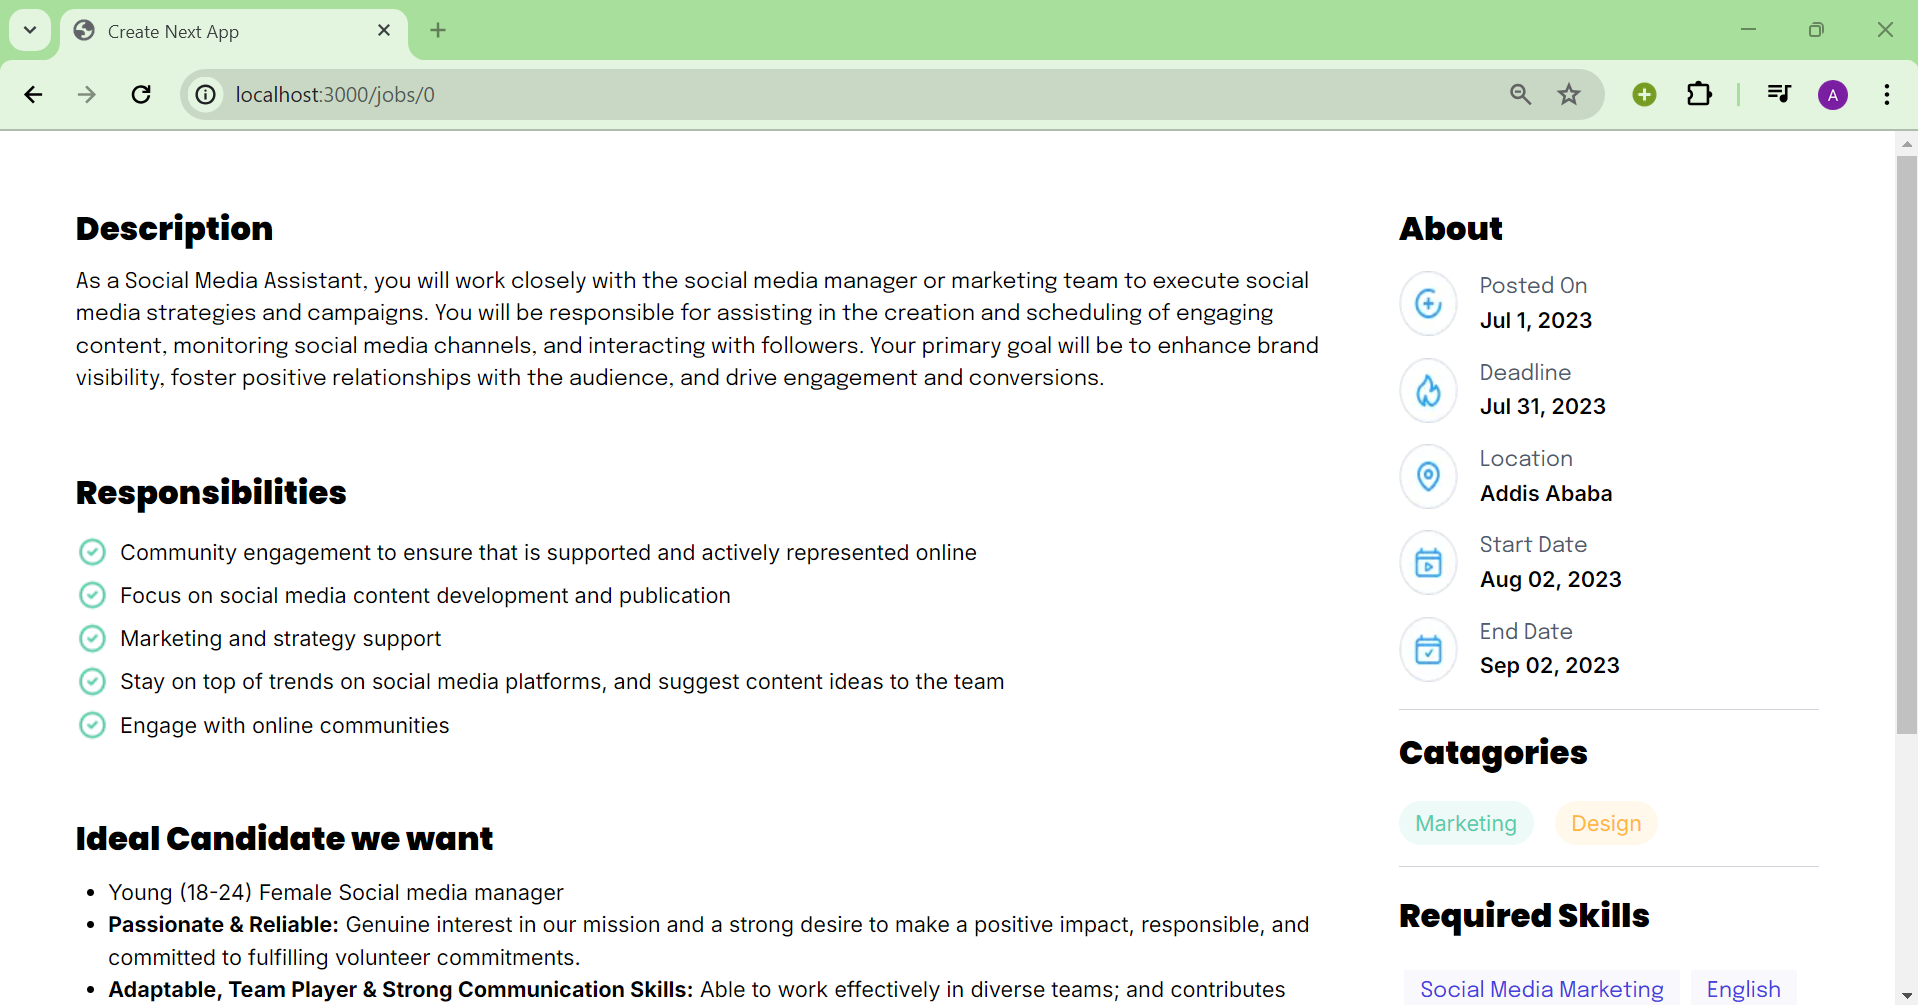 Create Next App
localhost:3000/jobs/0
A
Description
As a Social Media Assistant, you will work closely with the social media manager or marketing team to execute social
media strategies and campaigns. You will be responsible for assisting in the creation and scheduling of engaging
content, monitoring social media channels, and interacting with followers. Your primary goal will be to enhance brand
visibility, foster positive relationships with the audience, and drive engagement and conversions.
Responsibilities
Community engagement to ensure that is supported and actively represented online
Focus on social media content development and publication
Marketing and strategy support
Stay on top of trends on social media platforms, and suggest content ideas to the team
Engage with online communities
Ideal Candidate we want
• Young (18-24) Female Social media manager
• Passionate & Reliable: Genuine interest in our mission and a strong desire to make a positive impact, responsible, and
committed to fulfilling volunteer commitments.
• Adaptable, Team Player & Strong Communication Skills: Able to work effectively in diverse teams; and contributes
About
Posted On
Jul 1, 2023
Deadline
Jul 31, 2023
Location
Addis Ababa
Start Date
Aug 02, 2023
End Date
Sep 02, 2023
Catagories
Marketing Design
Required Skills
Social Media Marketing English